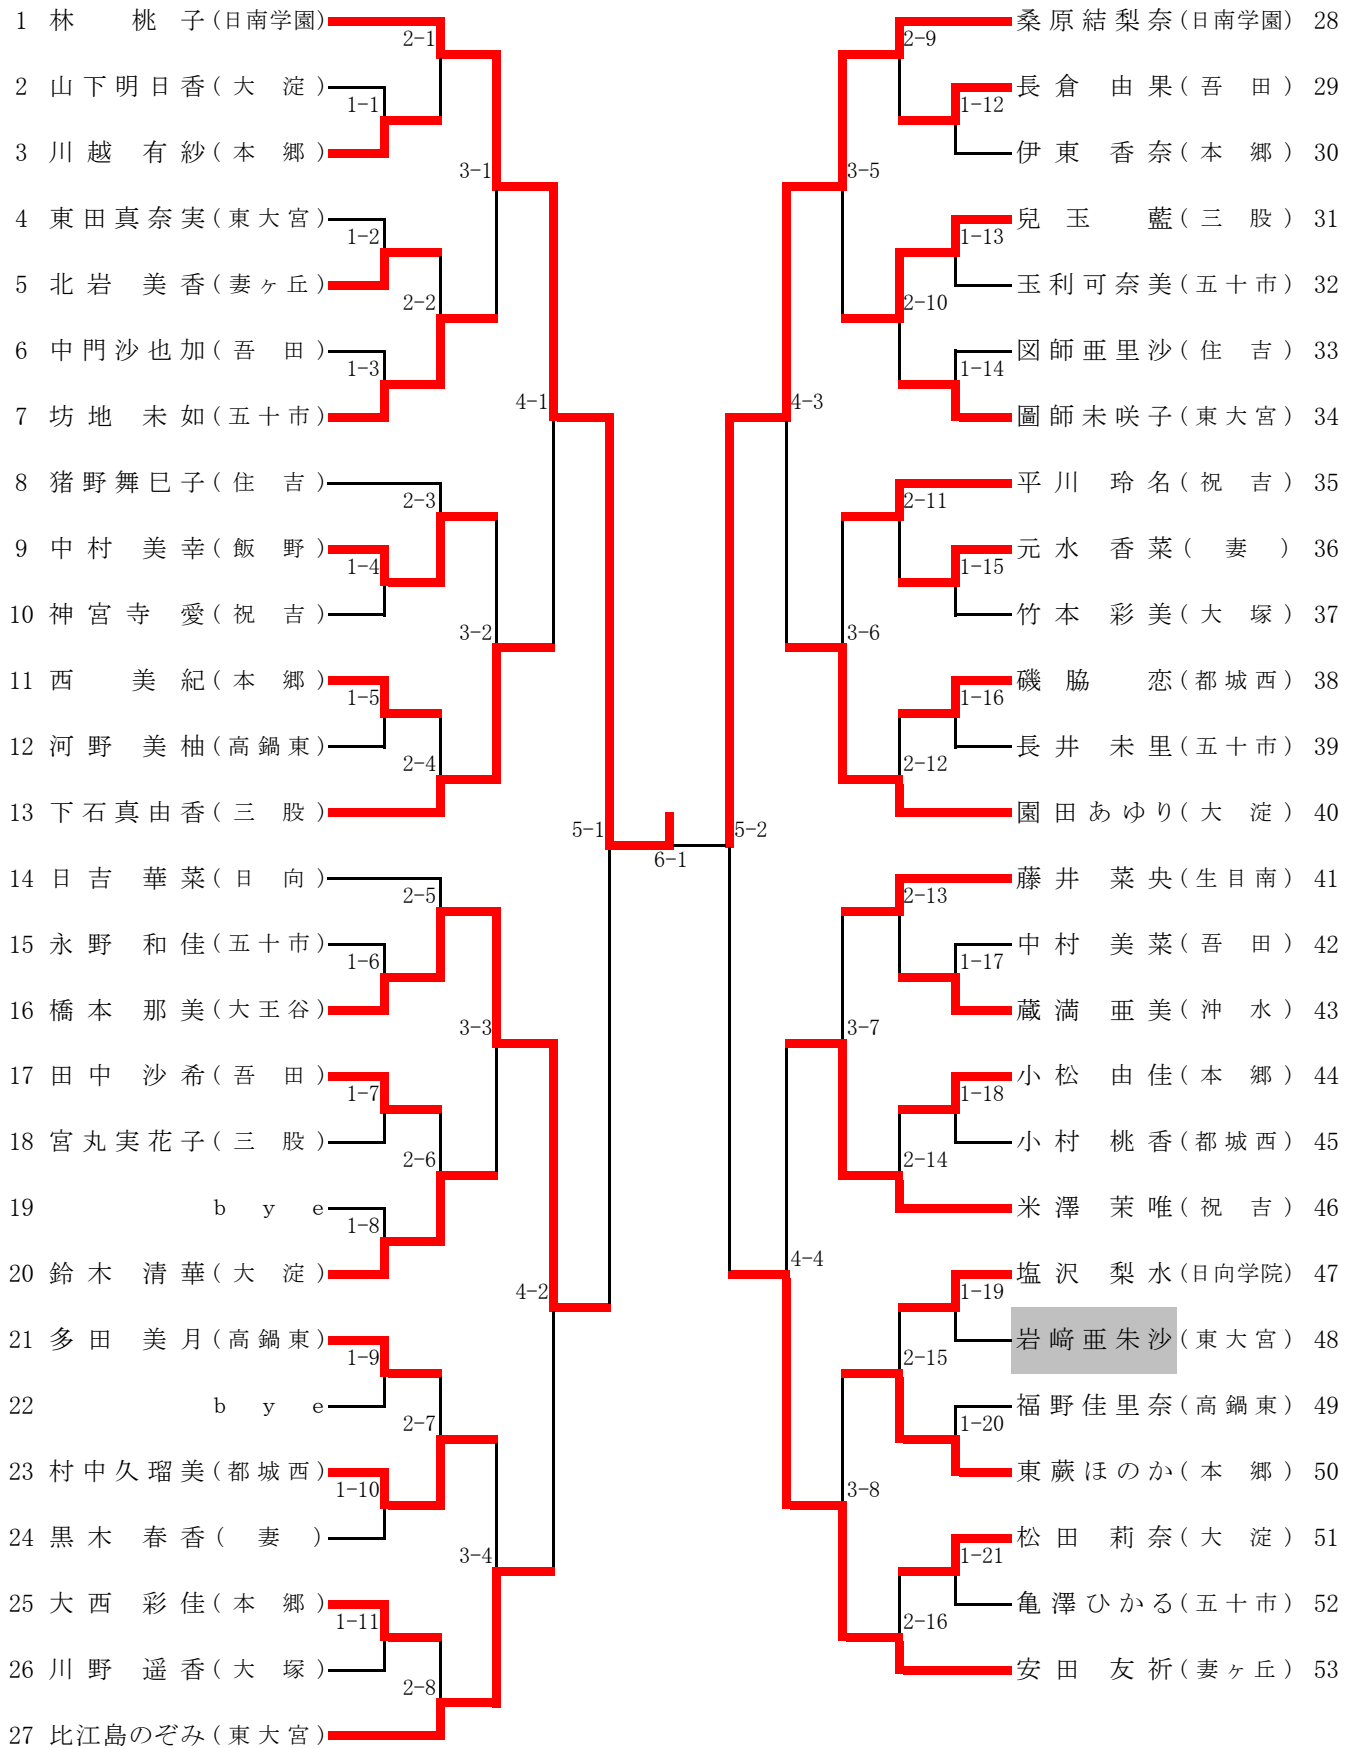 1 林　桃子(日南学園)
2-1
2 山下明日香(大　淀)
1-1
3 川越　有紗(本　郷)
3-1
4 東田真奈実(東大宮)
1-2
5 北岩　美香(妻ヶ丘)
2-2
6 中門沙也加(吾　田)
1-3
7 坊地　未如(五十市)
4-1
8 猪野舞巳子(住　吉)
2-3
9 中村　美幸(飯　野)
1-4
10 神宮寺　愛(祝　吉)
3-2
11 西　美紀(本　郷)
1-5
12 河野　美柚(高鍋東)
2-4
13 下石真由香(三　股)
5-1
14 日吉　華菜(日　向)
2-5
15 永野　和佳(五十市)
1-6
16 橋本　那美(大王谷)
3-3
17 田中　沙希(吾　田)
1-7
18 宮丸実花子(三　股)
2-6
19 bye
1-8
20 鈴木　清華(大　淀)
4-2
21 多田　美月(高鍋東)
1-9
22 bye
2-7
23 村中久瑠美(都城西)
1-10
24 黒木　春香(　妻　)
3-4
25 大西　彩佳(本　郷)
1-11
26 川野　遥香(大　塚)
2-8
27 比江島のぞみ(東大宮)
6-1
桑原結梨奈(日南学園) 28
2-9
長倉　由果(吾　田) 29
1-12
伊東　香奈(本　郷) 30
3-5
兒玉　藍(三　股) 31
1-13
玉利可奈美(五十市) 32
2-10
図師亜里沙(住　吉) 33
1-14
圖師未咲子(東大宮) 34
4-3
平川　玲名(祝　吉) 35
2-11
元水　香菜(　妻　) 36
1-15
竹本　彩美(大　塚) 37
3-6
磯脇　恋(都城西) 38
1-16
長井　未里(五十市) 39
2-12
園田あゆり(大　淀) 40
5-2
藤井　菜央(生目南) 41
2-13
中村　美菜(吾　田) 42
1-17
蔵満　亜美(沖　水) 43
3-7
小松　由佳(本　郷) 44
1-18
小村　桃香(都城西) 45
2-14
米澤　茉唯(祝　吉) 46
4-4
塩沢　梨水(日向学院) 47
1-19
岩﨑亜朱沙(東大宮) 48
2-15
福野佳里奈(高鍋東) 49
1-20
東蕨ほのか(本　郷) 50
3-8
松田　莉奈(大　淀) 51
1-21
亀澤ひかる(五十市) 52
2-16
安田　友祈(妻ヶ丘) 53